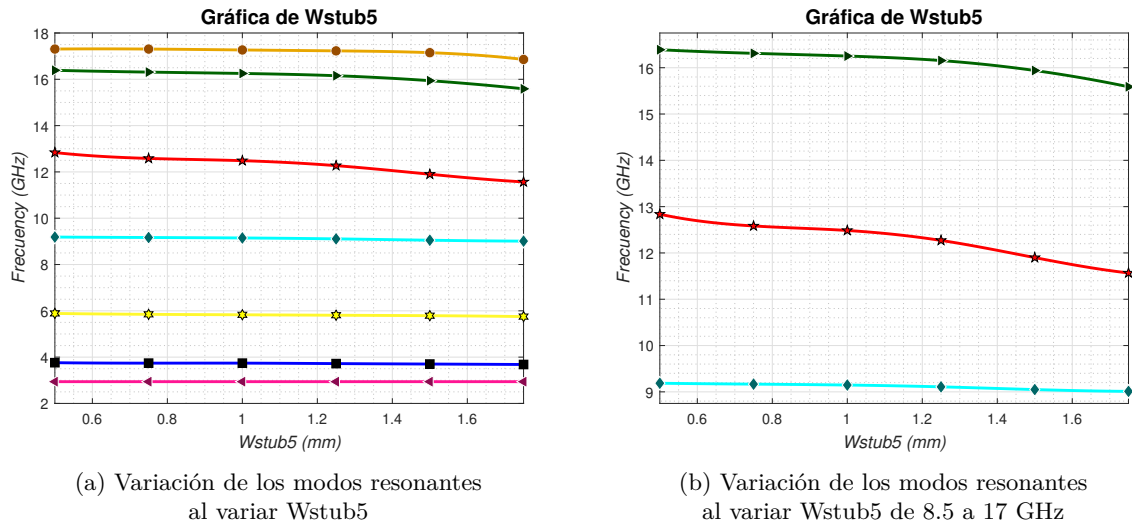 Gráfica de Wstub5
18
16
14
12
10
8
6
4
2
0.6
0.8
1
1.2
1.4
1.6
Frecuency (GHz)
Wstub5 (mm)
(a) Variación de los modos resonantes
al variar Wstub5
Gráfica de Wstub5
16
15
14
13
12
11
10
9
0.6
0.8
1
1.2
1.4
1.6
Frecuency (GHz)
Wstub5 (mm)
(b) Variación de los modos resonantes
al variar Wstub5 de 8.5 a 17 GHz